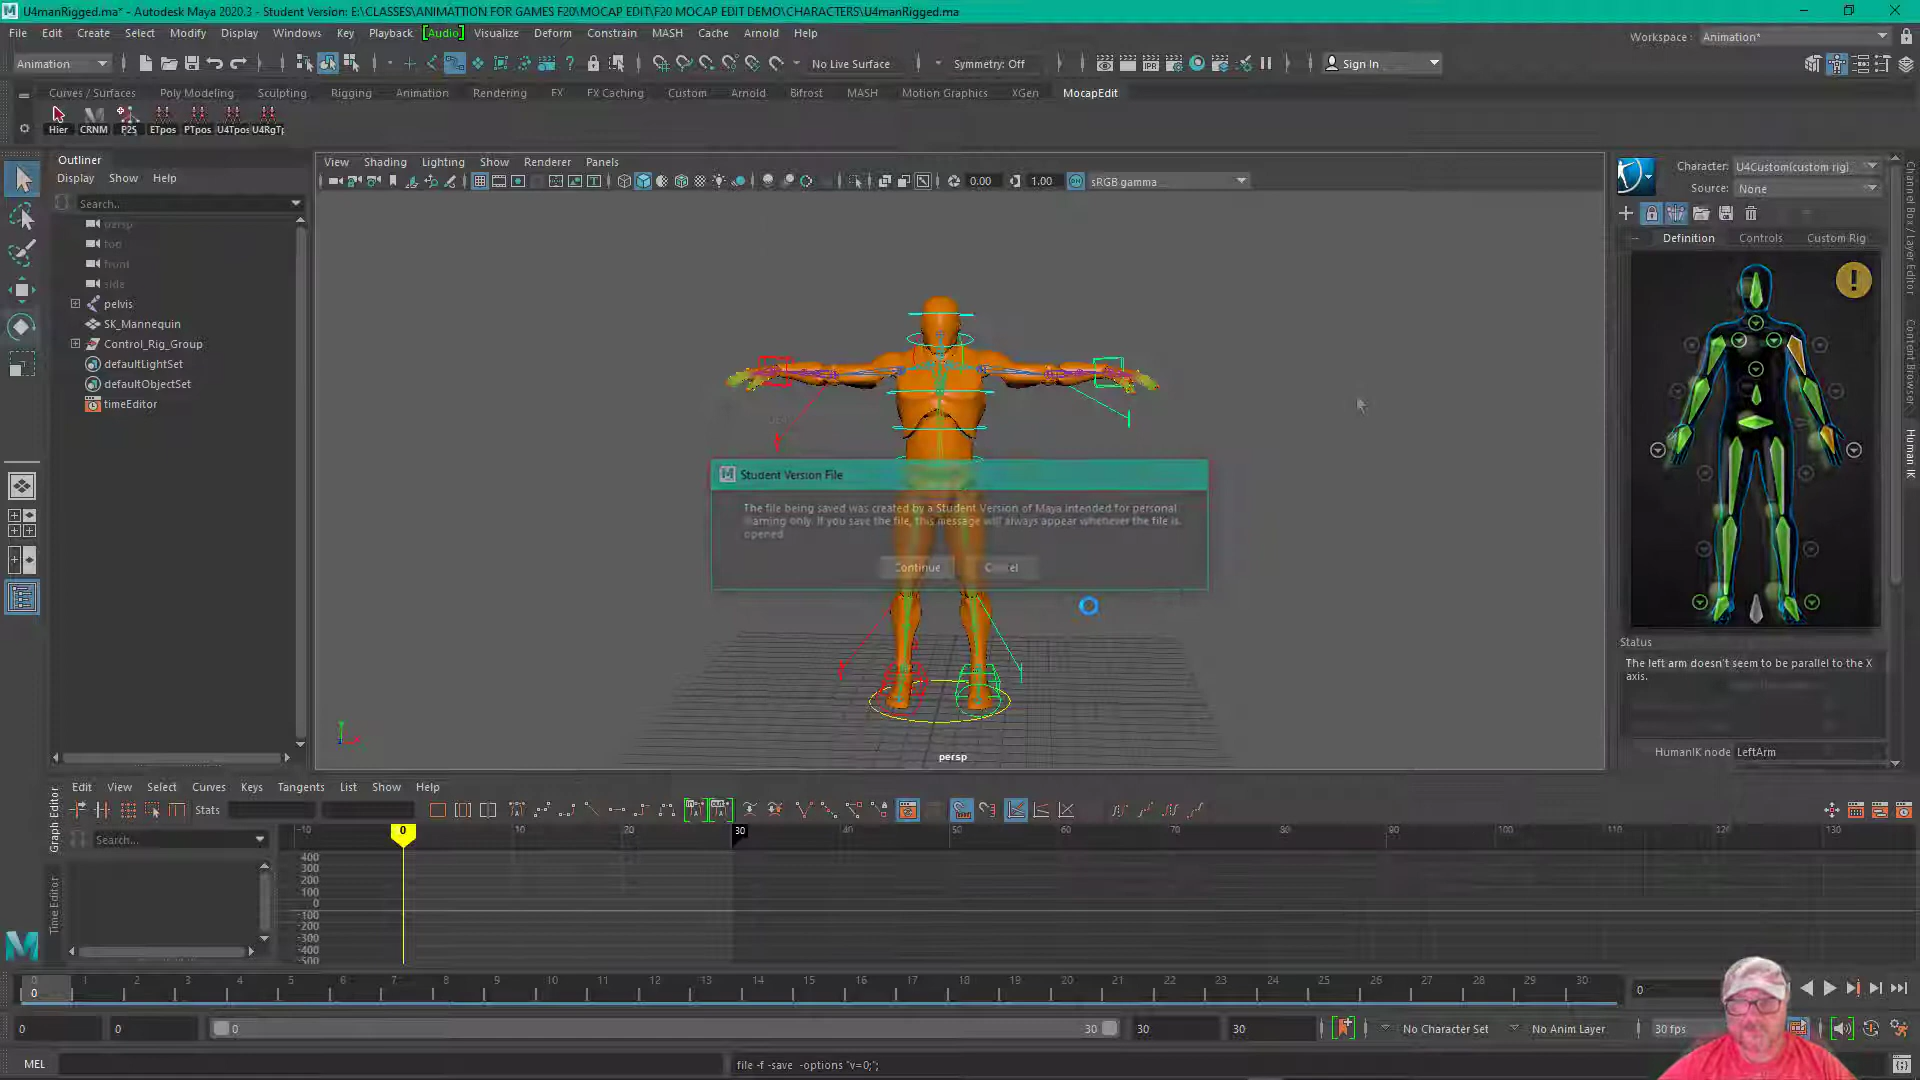 U4manRigged.ma* - Autodesk Maya 2020.3 - Student Version: E:\CLASSES\ANIMATTION FOR GAMES F20\MOCAP EDIT\F20 MOCAP EDIT DEMO\CHARACTERS\U4manRigged.ma
File Edit Create Select Modify Display Windows Key Playback [Audio] Visualize Deform Constrain MASH Cache Arnold Help
Workspace : Animation*
Animation No Live Surface Symmetry: Off Sign In
Curves / Surfaces Poly Modeling Sculpting Rigging Animation Rendering FX FX Caching Custom Arnold Bifrost MASH Motion Graphics XGen MocapEdit
Hier CRNM P2S ETpos PTpos U4Tpos U4RgTp
Outliner
Display Show Help
Search..
persp
top
front
side
pelvis
SK_Mannequin
Control_Rig_Group
defaultLightSet
defaultObjectSet
timeEditor
View Shading Lighting Show Renderer Panels
0.00 1.00 sRGB gamma
Student Version File
The file being saved was created by a Student Version of Maya intended for personal
learning only. If you save the file, this message will always appear whenever the file is
opened.
Continue Cancel
persp
Character: U4Custom(custom rig)
Source: None
Definition Controls Custom Rig
Status
The left arm doesn't seem to be parallel to the X
axis.
HumanIK node LeftArm
Channel Box / Layer Editor
Content Browser
Human IK
Graph Editor
Time Editor
Edit View Select Curves Keys Tangents List Show Help
Stats
Search...
-10 0 10 20 30 40 50 60 70 80 90 100 110 120 130
400
300
200
100
0
-100
-200
-300
-400
-500
0 1 2 3 4 5 6 7 8 9 10 11 12 13 14 15 16 17 18 19 20 21 22 23 24 25 26 27 28 29 30
0 0
0 0 0 30 30 30 No Character Set No Anim Layer 30 fps
MEL file -f -save -options "v=0;";